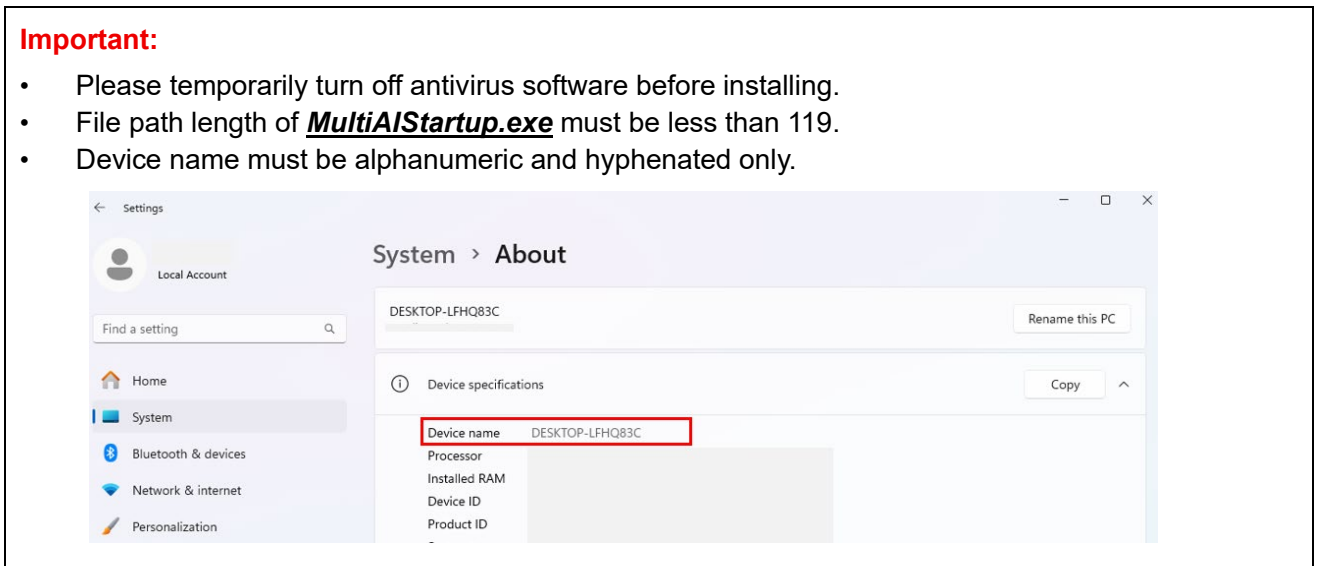 Important:
• Please temporarily turn off antivirus software before installing.
• File path length of MultiAIStartup.exe must be less than 119.
• Device name must be alphanumeric and hyphenated only.
← Settings
Local Account
System > About
DESKTOP-LFHQ83C
Rename this PC
Find a setting
Home
Device specifications
Copy
System
Device name DESKTOP-LFHQ83C
Bluetooth & devices
Processor
Installed RAM
Network & internet
Device ID
Personalization
Product ID